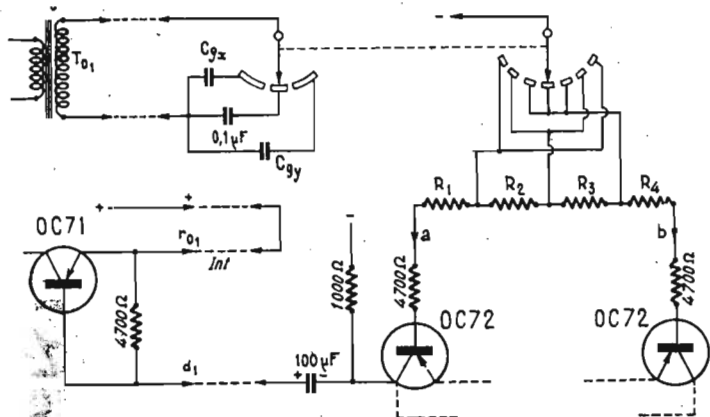 To1
Cgx
0,1μF
Cgy
-
R1
R2
R3
R4
+
+
OC71
ro1
Int
4700Ω
d1
-
1000Ω
a
4700Ω
b
4700Ω
OC72
OC72
100μF
+
-